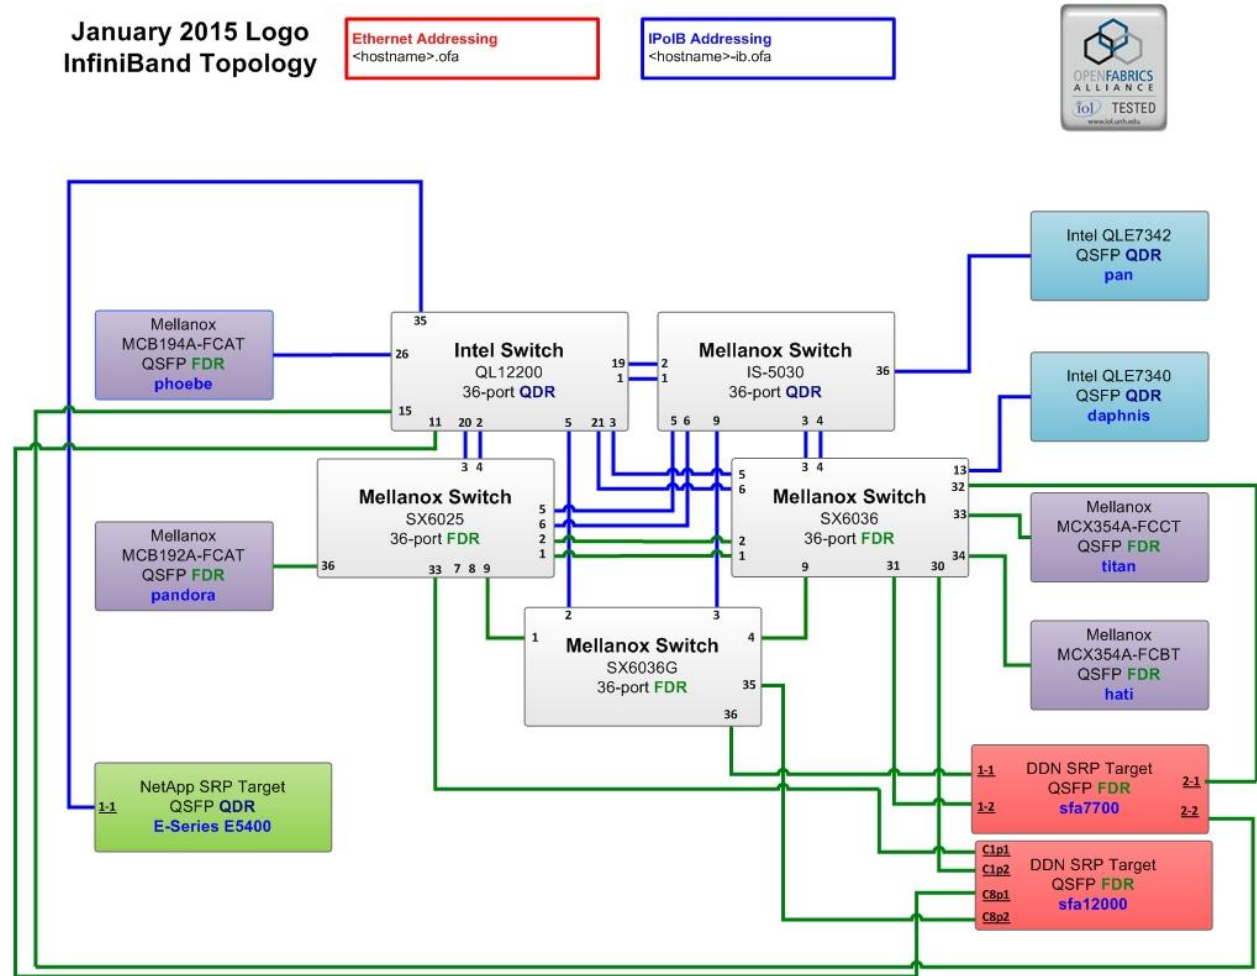 January 2015 Logo
InfiniBand Topology
Ethernet Addressing
<hostname>.ofa
IPoIB Addressing
<hostname>-ib.ofa
OPENFABRICS
ALLIANCE
iol TESTED
www.iol.unh.edu
Intel QLE7342
QSFP QDR
pan
Mellanox
MCB194A-FCAT
QSFP FDR
phoebe
35
26
15
11
20
2
5
21
3
19
1
Intel Switch
QL12200
36-port QDR
2
1
36
5
6
9
3
4
Mellanox Switch
IS-5030
36-port QDR
Intel QLE7340
QSFP QDR
daphnis
3
4
5
6
2
1
36
33
7
8
9
Mellanox Switch
SX6025
36-port FDR
3
4
5
6
2
1
13
32
33
34
9
31
30
Mellanox Switch
SX6036
36-port FDR
Mellanox
MCX354A-FCCT
QSFP FDR
titan
Mellanox
MCB192A-FCAT
QSFP FDR
pandora
2
3
1
4
35
36
Mellanox Switch
SX6036G
36-port FDR
Mellanox
MCX354A-FCBT
QSFP FDR
hati
1-1
NetApp SRP Target
QSFP QDR
E-Series E5400
1-1
1-2
2-1
2-2
DDN SRP Target
QSFP FDR
sfa7700
C1p1
C1p2
C8p1
C8p2
DDN SRP Target
QSFP FDR
sfa12000